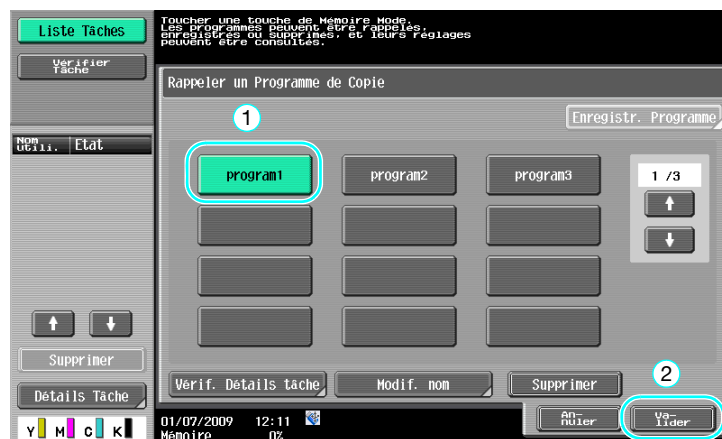 Liste Tâches
Vérifier
Tâche
Nom
utili.
Etat
Supprimer
Détails Tâche
Y M C K
Toucher une touche de Mémoire Mode.
Les programmes peuvent être rappelés,
enregistrés ou supprimés, et leurs réglages
peuvent être consultés.
Rappeler un Programme de Copie
1
Enregistr. Programme
program1
program2
program3
1 /3
Vérif. Détails tâche
Modif. nom
Supprimer
2
01/07/2009 12:11
Mémoire 0%
An-
nuler
Va-
lider